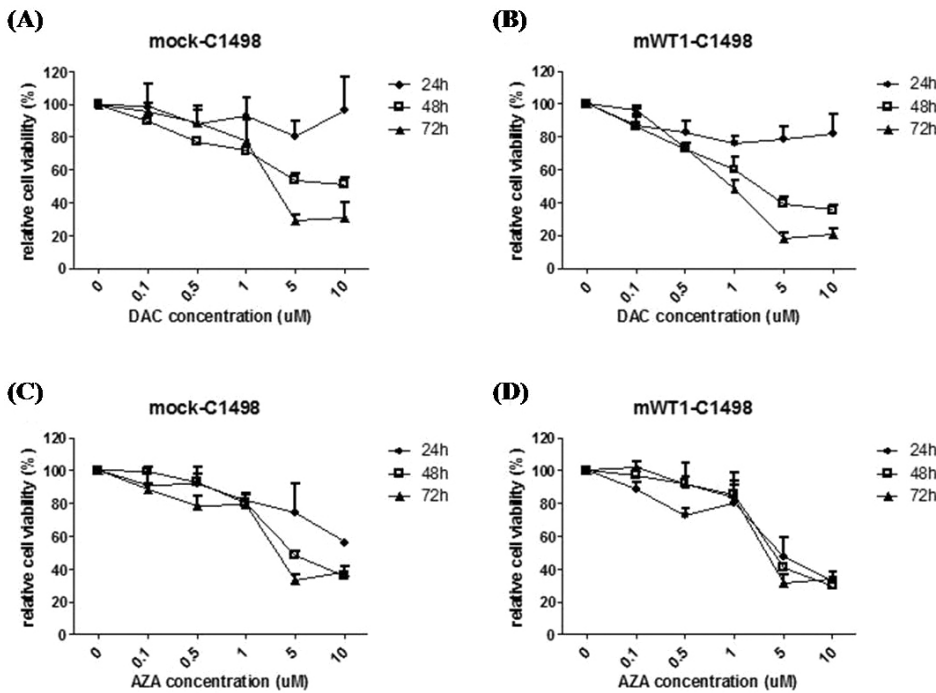 (A)
mock-C1498
relative cell viability (%)
120
100
80
60
40
20
0
0
0.1
0.5
1
5
10
DAC concentration (uM)
24h
48h
72h
(B)
mWT1-C1498
relative cell viability (%)
120
100
80
60
40
20
0
0
0.1
0.5
1
5
10
DAC concentration (uM)
24h
48h
72h
(C)
mock-C1498
relative cell viability (%)
120
100
80
60
40
20
0
0
0.1
0.5
1
5
10
AZA concentration (uM)
24h
48h
72h
(D)
mWT1-C1498
relative cell viability (%)
120
100
80
60
40
20
0
0
0.1
0.5
1
5
10
AZA concentration (uM)
24h
48h
72h